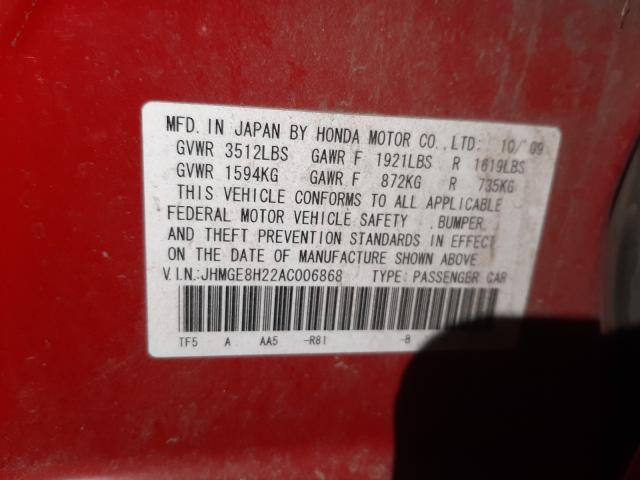 MFD. IN JAPAN BY HONDA MOTOR CO.,LTD. 10/'09
GVWR 3512LBS GAWR F 1921LBS R 1619LBS
GVWR 1594KG GAWR F 872KG R 735KG
THIS VEHICLE CONFORMS TO ALL APPLICABLE
FEDERAL MOTOR VEHICLE SAFETY ,BUMPER,
AND THEFT PREVENTION STANDARDS IN EFFECT
ON THE DATE OF MANUFACTURE SHOWN ABOVE
V.I.N.:JHMGE8H22AC006868 TYPE: PASSENGER CAR
TF5 A AA5 -R81 -B